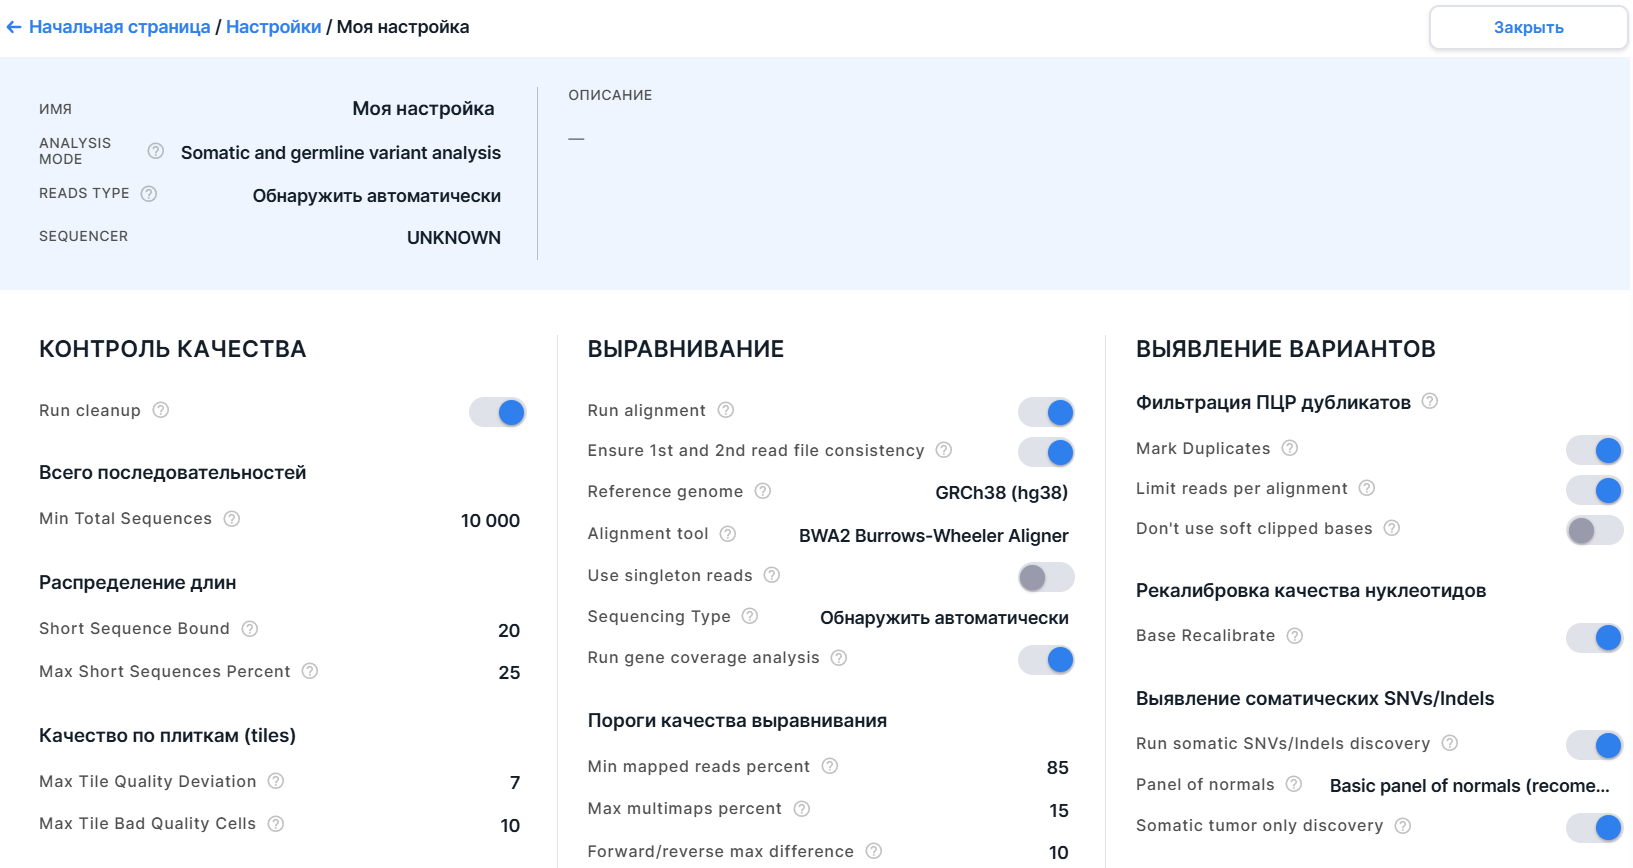 ← Начальная страница / Настройки / Моя настройка
Закрыть
ИМЯ Моя настройка
ANALYSIS MODE Somatic and germline variant analysis
READS TYPE Обнаружить автоматически
SEQUENCER UNKNOWN
ОПИСАНИЕ
—
КОНТРОЛЬ КАЧЕСТВА
Run cleanup
Всего последовательностей
Min Total Sequences 10 000
Распределение длин
Short Sequence Bound 20
Max Short Sequences Percent 25
Качество по плиткам (tiles)
Max Tile Quality Deviation 7
Max Tile Bad Quality Cells 10
ВЫРАВНИВАНИЕ
Run alignment
Ensure 1st and 2nd read file consistency
Reference genome GRCh38 (hg38)
Alignment tool BWA2 Burrows-Wheeler Aligner
Use singleton reads
Sequencing Type Обнаружить автоматически
Run gene coverage analysis
Пороги качества выравнивания
Min mapped reads percent 85
Max multimaps percent 15
Forward/reverse max difference 10
ВЫЯВЛЕНИЕ ВАРИАНТОВ
Фильтрация ПЦР дубликатов
Mark Duplicates
Limit reads per alignment
Don't use soft clipped bases
Рекалибровка качества нуклеотидов
Base Recalibrate
Выявление соматических SNVs/Indels
Run somatic SNVs/Indels discovery
Panel of normals Basic panel of normals (recome...
Somatic tumor only discovery